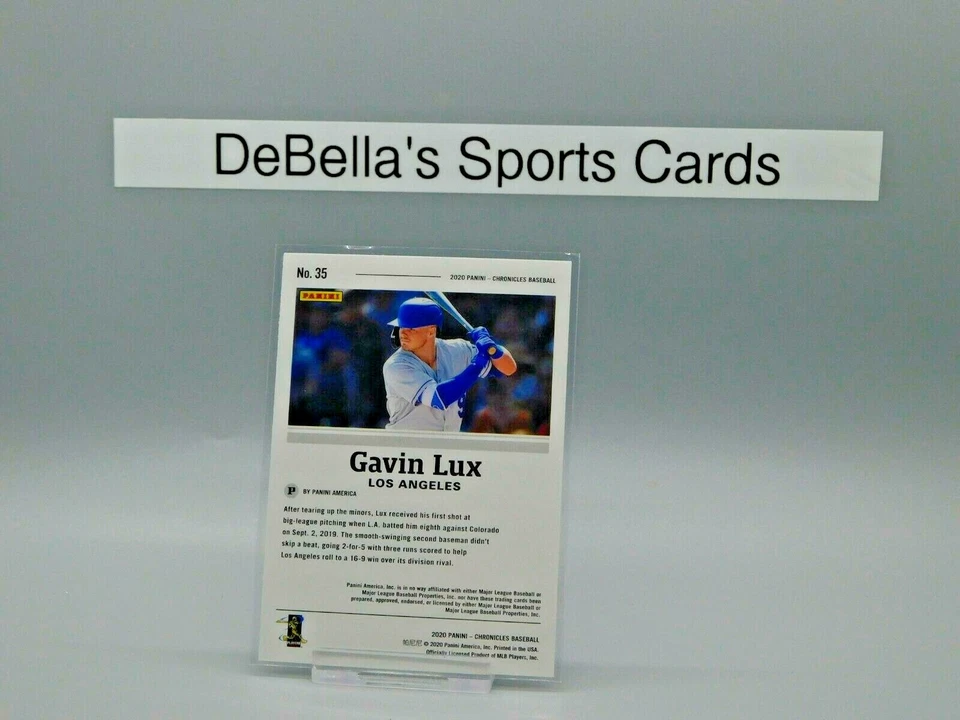 DeBella's Sports Cards
No. 35
2020 PANINI – CHRONICLES BASEBALL
PANINI
Gavin Lux
LOS ANGELES
P BY PANINI AMERICA
After tearing up the minors, Lux received his first shot at
big-league pitching when L.A. batted him eighth against Colorado
on Sept. 2, 2019. The smooth-swinging second baseman didn't
skip a beat, going 2-for-5 with three runs scored to help
Los Angeles roll to a 16-9 win over its division rival.
Panini America, Inc. is in no way affiliated with either Major League Baseball or
Major League Baseball Properties, Inc. nor have these trading cards been
prepared, approved, endorsed, or licensed by either Major League Baseball or
Major League Baseball Properties, Inc.
2020 PANINI – CHRONICLES BASEBALL
© 2020 Panini America, Inc. Printed in the USA.
Officially Licensed Product of MLB Players, Inc.